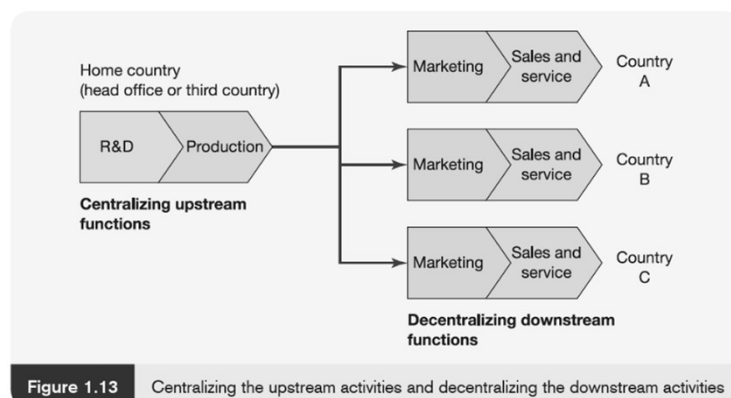 Home country
(head office or third country)
R&D
Production
Centralizing upstream
functions
Marketing
Sales and
service
Country
A
Marketing
Sales and
service
Country
B
Marketing
Sales and
service
Country
C
Decentralizing downstream
functions
Figure 1.13
Centralizing the upstream activities and decentralizing the downstream activities